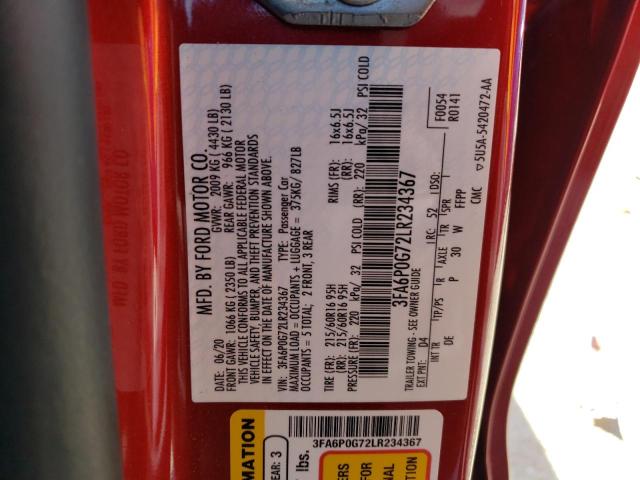 MFD. BY FORD MOTOR CO.
DATE: 06/20 GVWR: 2009 KG ( 4430 LB)
FRONT GAWR: 1066 KG ( 2350 LB) REAR GAWR: 966 KG ( 2130 LB)
THIS VEHICLE CONFORMS TO ALL APPLICABLE FEDERAL MOTOR
VEHICLE SAFETY, BUMPER, AND THEFT PREVENTION STANDARDS
IN EFFECT ON THE DATE OF MANUFACTURE SHOWN ABOVE.
VIN: 3FA6P0G72LR234367 TYPE: Passenger Car
MAXIMUM LOAD = OCCUPANTS + LUGGAGE = 375KG/ 827LB
OCCUPANTS = 5 TOTAL; 2 FRONT, 3 REAR
TIRE (FR): 215/60R16 95H RIMS (FR): 16x6.5J
(RR): 215/60R16 95H (RR): 16x6.5J
PRESSURE (FR): 220 kPa/ 32 PSI COLD (RR): 220 kPa/ 32 PSI COLD
3FA6P0G72LR234367
TRAILER TOWING - SEE OWNER GUIDE F0054
EXT PNT: D4 RC: 52 DSO: R0141
INT TR TP/PS R AXLE TR SPR
DE P 30 W FFPP
CMC ▽5U5A-5420472-AA
3FA6P0G72LR234367
MATION
EAR: 3
lbs.
ERS
FOR
ONAL